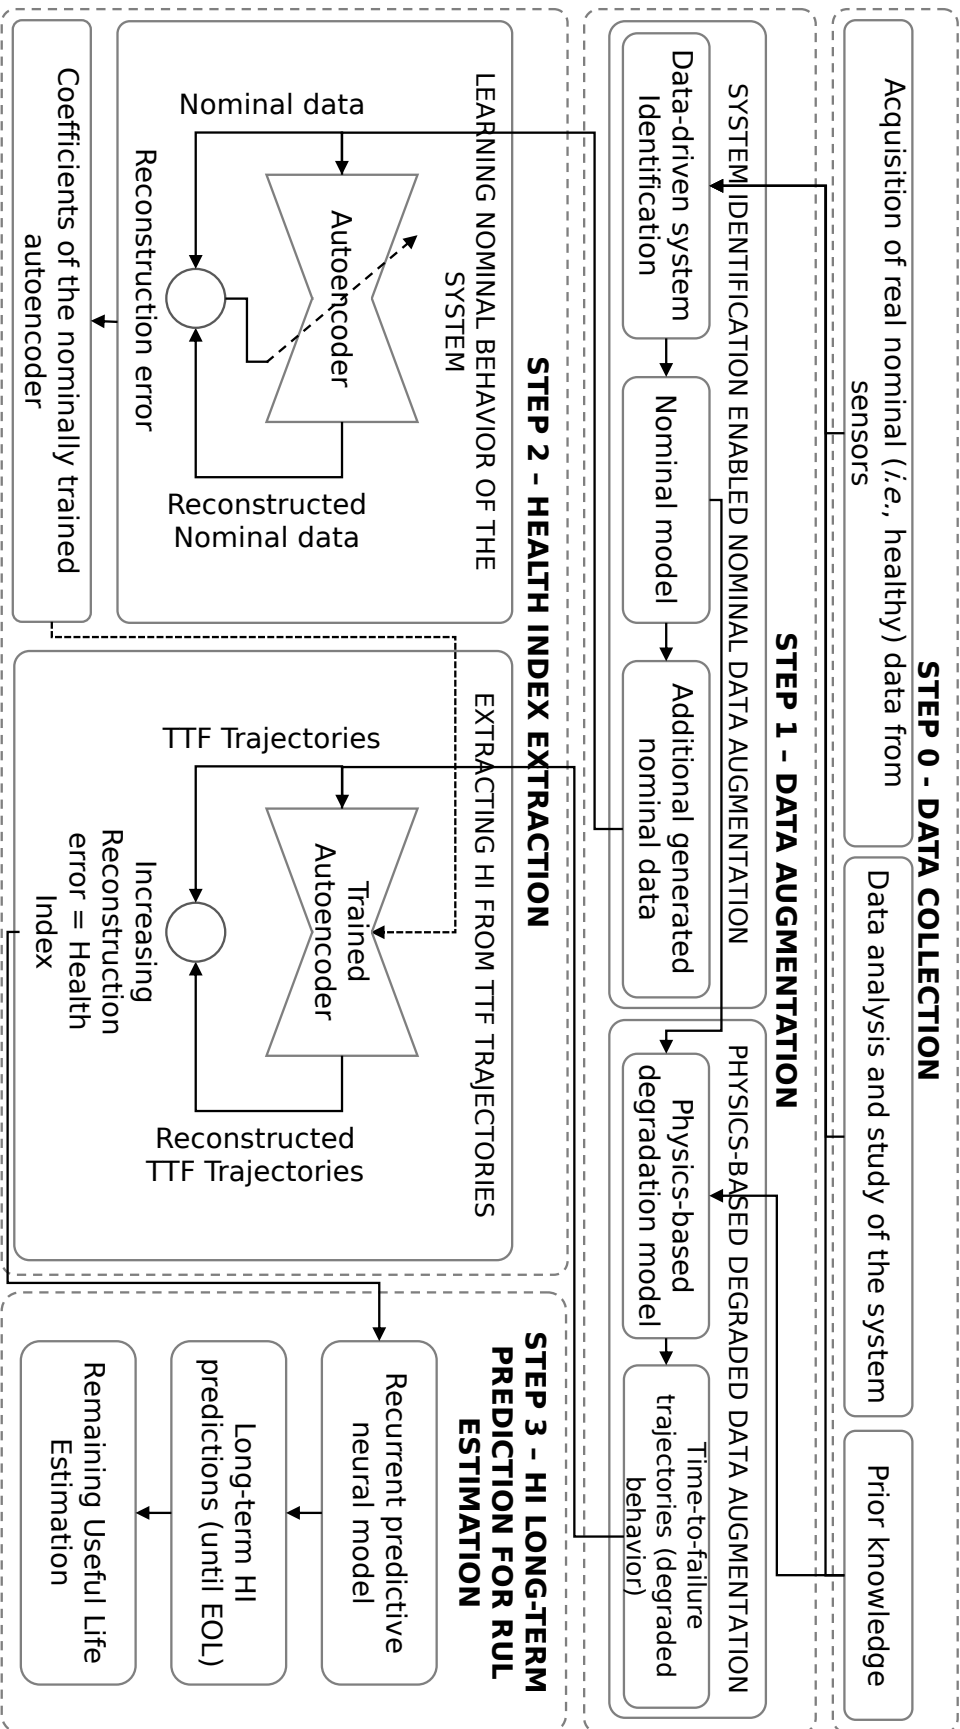 STEP 0 - DATA COLLECTION
Acquisition of real nominal (i.e., healthy) data from
sensors
Data analysis and study of the system
Prior knowledge
STEP 1 – DATA AUGMENTATION
SYSTEM IDENTIFICATION ENABLED NOMINAL DATA AUGMENTATION
Data-driven system
Identification
Nominal model
Additional generated
nominal data
PHYSICS-BASED DEGRADED DATA AUGMENTATION
Physics-based
degradation model
Time-to-failure
trajectories (degraded
behavior)
STEP 2 – HEALTH INDEX EXTRACTION
LEARNING NOMINAL BEHAVIOR OF THE
SYSTEM
Nominal data
Autoencoder
Reconstructed
Nominal data
Reconstruction error
Coefficients of the nominally trained
autoencoder
EXTRACTING HI FROM TTF TRAJECTORIES
TTF Trajectories
Trained
Autoencoder
Reconstructed
TTF Trajectories
Increasing
Reconstruction
error = Health
Index
STEP 3 – HI LONG-TERM
PREDICTION FOR RUL
ESTIMATION
Recurrent predictive
neural model
Long-term HI
predictions (until EOL)
Remaining Useful Life
Estimation